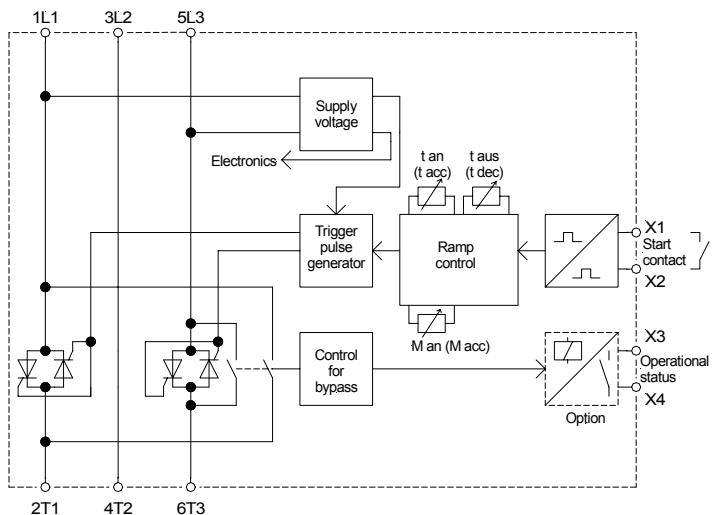 1L1
3L2
5L3
Supply
voltage
Electronics
t an
(t acc)
t aus
(t dec)
Trigger
pulse
generator
Ramp
control
X1
Start
contact
X2
M an (M acc)
Control
for
bypass
X3
Operational
status
X4
Option
2T1
4T2
6T3